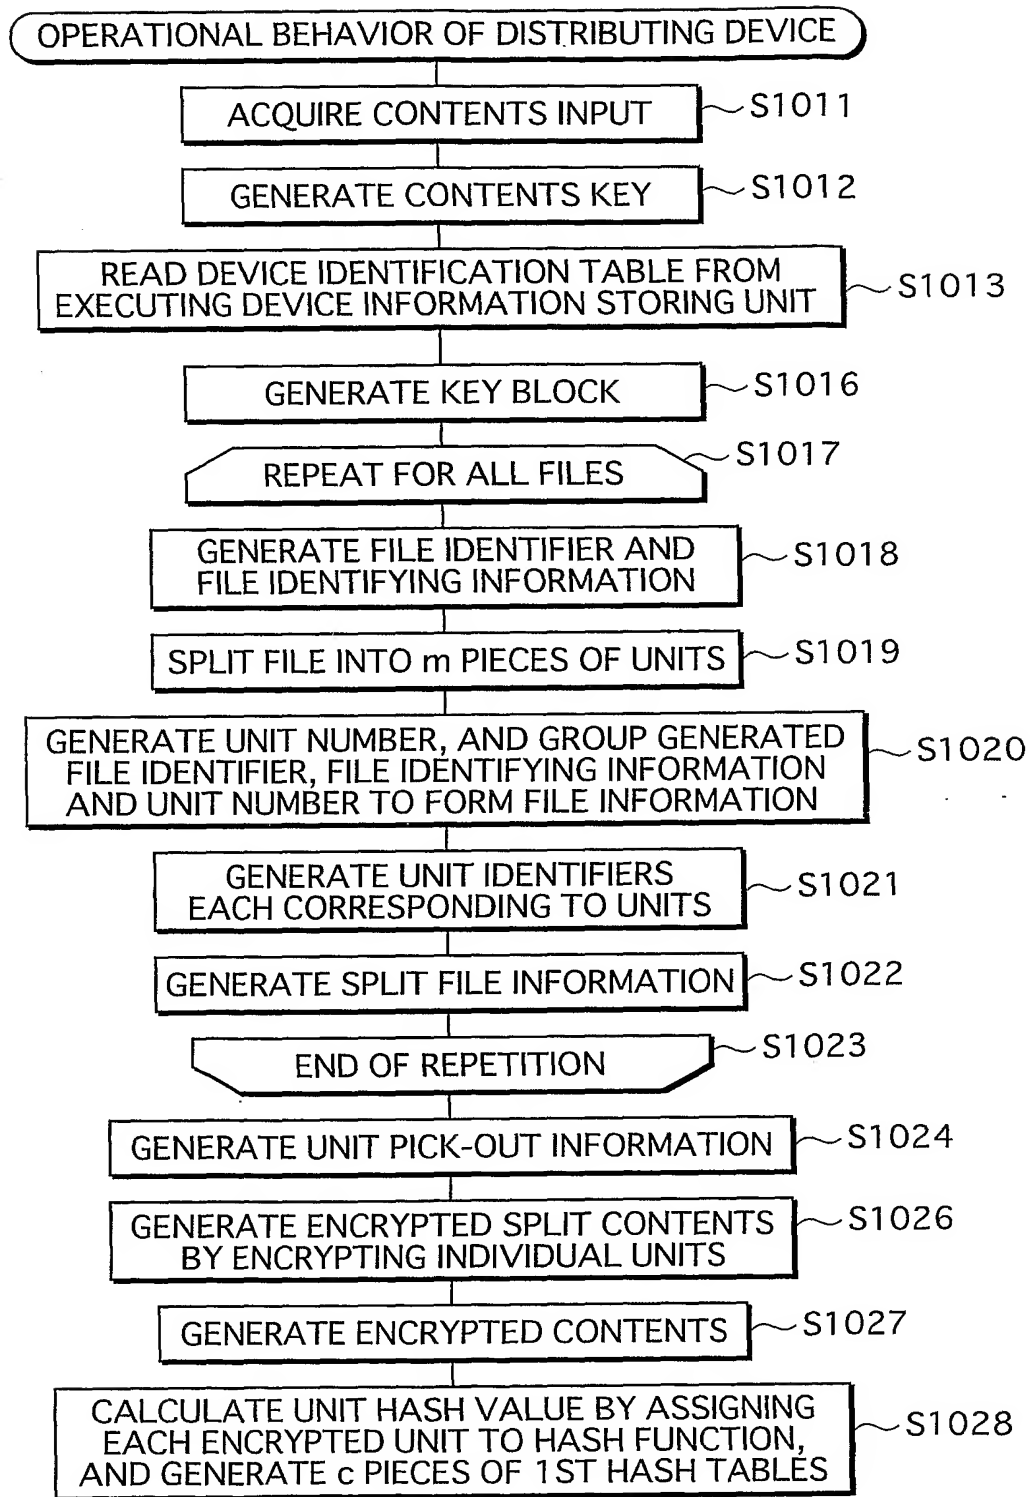 OPERATIONAL BEHAVIOR OF DISTRIBUTING DEVICE
ACQUIRE CONTENTS INPUT
S1011
GENERATE CONTENTS KEY
S1012
READ DEVICE IDENTIFICATION TABLE FROM
EXECUTING DEVICE INFORMATION STORING UNIT
S1013
GENERATE KEY BLOCK
S1016
REPEAT FOR ALL FILES
S1017
GENERATE FILE IDENTIFIER AND
FILE IDENTIFYING INFORMATION
S1018
SPLIT FILE INTO m PIECES OF UNITS
S1019
GENERATE UNIT NUMBER, AND GROUP GENERATED
FILE IDENTIFIER, FILE IDENTIFYING INFORMATION
AND UNIT NUMBER TO FORM FILE INFORMATION
S1020
GENERATE UNIT IDENTIFIERS
EACH CORRESPONDING TO UNITS
S1021
GENERATE SPLIT FILE INFORMATION
S1022
END OF REPETITION
S1023
GENERATE UNIT PICK-OUT INFORMATION
S1024
GENERATE ENCRYPTED SPLIT CONTENTS
BY ENCRYPTING INDIVIDUAL UNITS
S1026
GENERATE ENCRYPTED CONTENTS
S1027
CALCULATE UNIT HASH VALUE BY ASSIGNING
EACH ENCRYPTED UNIT TO HASH FUNCTION,
AND GENERATE c PIECES OF 1ST HASH TABLES
S1028